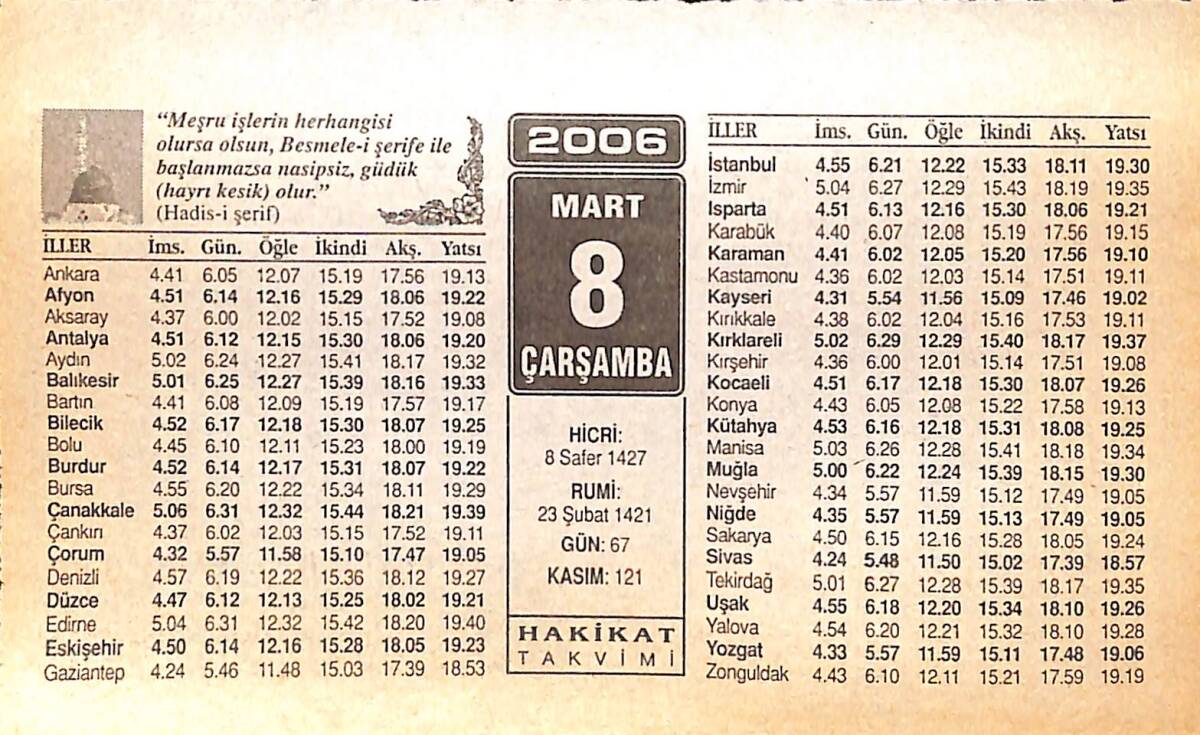 “Meşru işlerin herhangisi
olursa olsun, Besmele-i şerife ile
başlanmazsa nasipsiz, güdük
(hayrı kesik) olur.”
(Hadis-i şerif)
İLLER İms. Gün. Öğle İkindi Akş. Yatsı
Ankara 4.41 6.05 12.07 15.19 17.56 19.13
Afyon 4.51 6.14 12.16 15.29 18.06 19.22
Aksaray 4.37 6.00 12.02 15.15 17.52 19.08
Antalya 4.51 6.12 12.15 15.30 18.06 19.20
Aydın 5.02 6.24 12.27 15.41 18.17 19.32
Balıkesir 5.01 6.25 12.27 15.39 18.16 19.33
Bartın 4.41 6.08 12.09 15.19 17.57 19.17
Bilecik 4.52 6.17 12.18 15.30 18.07 19.25
Bolu 4.45 6.10 12.11 15.23 18.00 19.19
Burdur 4.52 6.14 12.17 15.31 18.07 19.22
Bursa 4.55 6.20 12.22 15.34 18.11 19.29
Çanakkale 5.06 6.31 12.32 15.44 18.21 19.39
Çankırı 4.37 6.02 12.03 15.15 17.52 19.11
Çorum 4.32 5.57 11.58 15.10 17.47 19.05
Denizli 4.57 6.19 12.22 15.36 18.12 19.27
Düzce 4.47 6.12 12.13 15.25 18.02 19.21
Edirne 5.04 6.31 12.32 15.42 18.20 19.40
Eskişehir 4.50 6.14 12.16 15.28 18.05 19.23
Gaziantep 4.24 5.46 11.48 15.03 17.39 18.53
2006
MART
8
ÇARŞAMBA
HİCRİ:
8 Safer 1427
RUMİ:
23 Şubat 1421
GÜN: 67
KASIM: 121
HAKİKAT
TAKVİMİ
İLLER İms. Gün. Öğle İkindi Akş. Yatsı
İstanbul 4.55 6.21 12.22 15.33 18.11 19.30
İzmir 5.04 6.27 12.29 15.43 18.19 19.35
Isparta 4.51 6.13 12.16 15.30 18.06 19.21
Karabük 4.40 6.07 12.08 15.19 17.56 19.15
Karaman 4.41 6.02 12.05 15.20 17.56 19.10
Kastamonu 4.36 6.02 12.03 15.14 17.51 19.11
Kayseri 4.31 5.54 11.56 15.09 17.46 19.02
Kırıkkale 4.38 6.02 12.04 15.16 17.53 19.11
Kırklareli 5.02 6.29 12.29 15.40 18.17 19.37
Kırşehir 4.36 6.00 12.01 15.14 17.51 19.08
Kocaeli 4.51 6.17 12.18 15.30 18.07 19.26
Konya 4.43 6.05 12.08 15.22 17.58 19.13
Kütahya 4.53 6.16 12.18 15.31 18.08 19.25
Manisa 5.03 6.26 12.28 15.41 18.18 19.34
Muğla 5.00 6.22 12.24 15.39 18.15 19.30
Nevşehir 4.34 5.57 11.59 15.12 17.49 19.05
Niğde 4.35 5.57 11.59 15.13 17.49 19.05
Sakarya 4.50 6.15 12.16 15.28 18.05 19.24
Sivas 4.24 5.48 11.50 15.02 17.39 18.57
Tekirdağ 5.01 6.27 12.28 15.39 18.17 19.35
Uşak 4.55 6.18 12.20 15.34 18.10 19.26
Yalova 4.54 6.20 12.21 15.32 18.10 19.28
Yozgat 4.33 5.57 11.59 15.11 17.48 19.06
Zonguldak 4.43 6.10 12.11 15.21 17.59 19.19